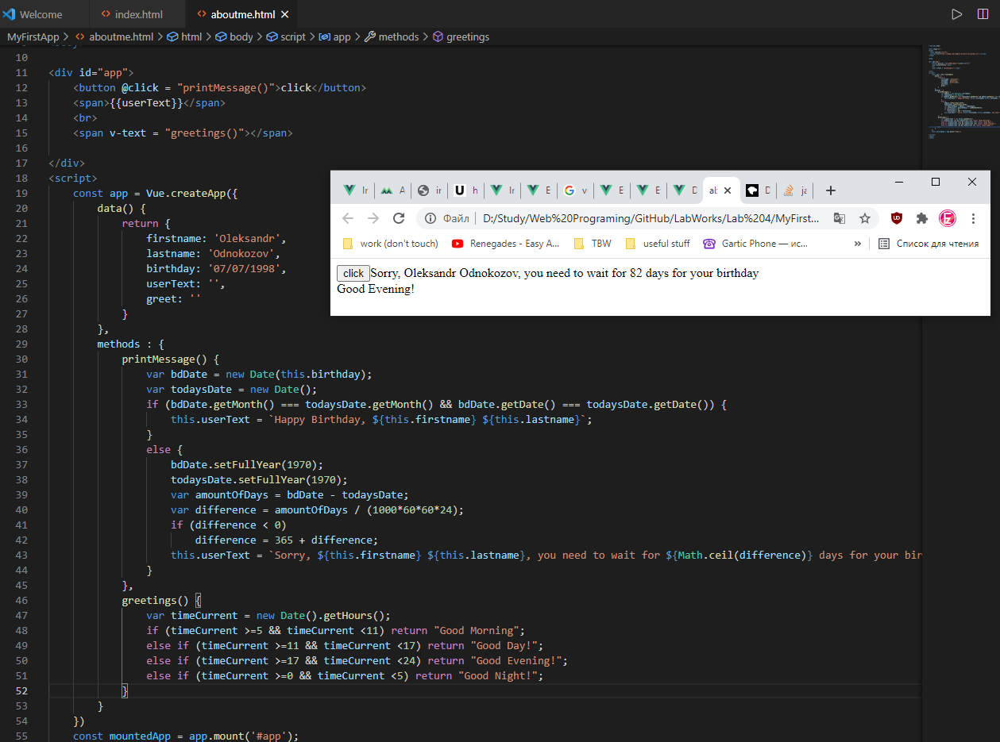 Welcome index.html aboutme.html
MyFirstApp > aboutme.html > html > body > script > app > methods > greetings
10
11 <div id="app">
12 <button @click = "printMessage()">click</button>
13 <span>{{userText}}</span>
14 <br>
15 <span v-text = "greetings()"></span>
16
17 </div>
18 <script>
19 const app = Vue.createApp({
20 data() {
21 return {
22 firstname: 'Oleksandr',
23 lastname: 'Odnokozov',
24 birthday: '07/07/1998',
25 userText: '',
26 greet: ''
27 }
28 },
29 methods : {
30 printMessage() {
31 var bdDate = new Date(this.birthday);
32 var todaysDate = new Date();
33 if (bdDate.getMonth() === todaysDate.getMonth() && bdDate.getDate() === todaysDate.getDate()) {
34 this.userText = `Happy Birthday, ${this.firstname} ${this.lastname}`;
35 }
36 else {
37 bdDate.setFullYear(1970);
38 todaysDate.setFullYear(1970);
39 var amountOfDays = bdDate - todaysDate;
40 var difference = amountOfDays / (1000*60*60*24);
41 if (difference < 0)
42 difference = 365 + difference;
43 this.userText = `Sorry, ${this.firstname} ${this.lastname}, you need to wait for ${Math.ceil(difference)} days for your bir
44 }
45 },
46 greetings() {
47 var timeCurrent = new Date().getHours();
48 if (timeCurrent >=5 && timeCurrent <11) return "Good Morning";
49 else if (timeCurrent >=11 && timeCurrent <17) return "Good Day!";
50 else if (timeCurrent >=17 && timeCurrent <24) return "Good Evening!";
51 else if (timeCurrent >=0 && timeCurrent <5) return "Good Night!";
52 }
53 }
54 })
55 const mountedApp = app.mount('#app');
Ir A ir h Ir E v E E D ab D ja
Файл D:/Study/Web%20Programing/GitHub/LabWorks/Lab%204/MyFirst...
work (don't touch) Renegades - Easy A... TBW useful stuff Gartic Phone — ис... » Список для чтения
click Sorry, Oleksandr Odnokozov, you need to wait for 82 days for your birthday
Good Evening!